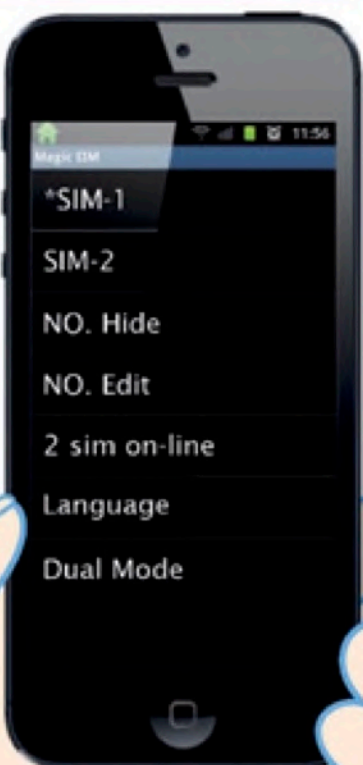 11:56
Magic SIM
*SIM-1
SIM-2
NO. Hide
NO. Edit
2 sim on-line
Language
Dual Mode